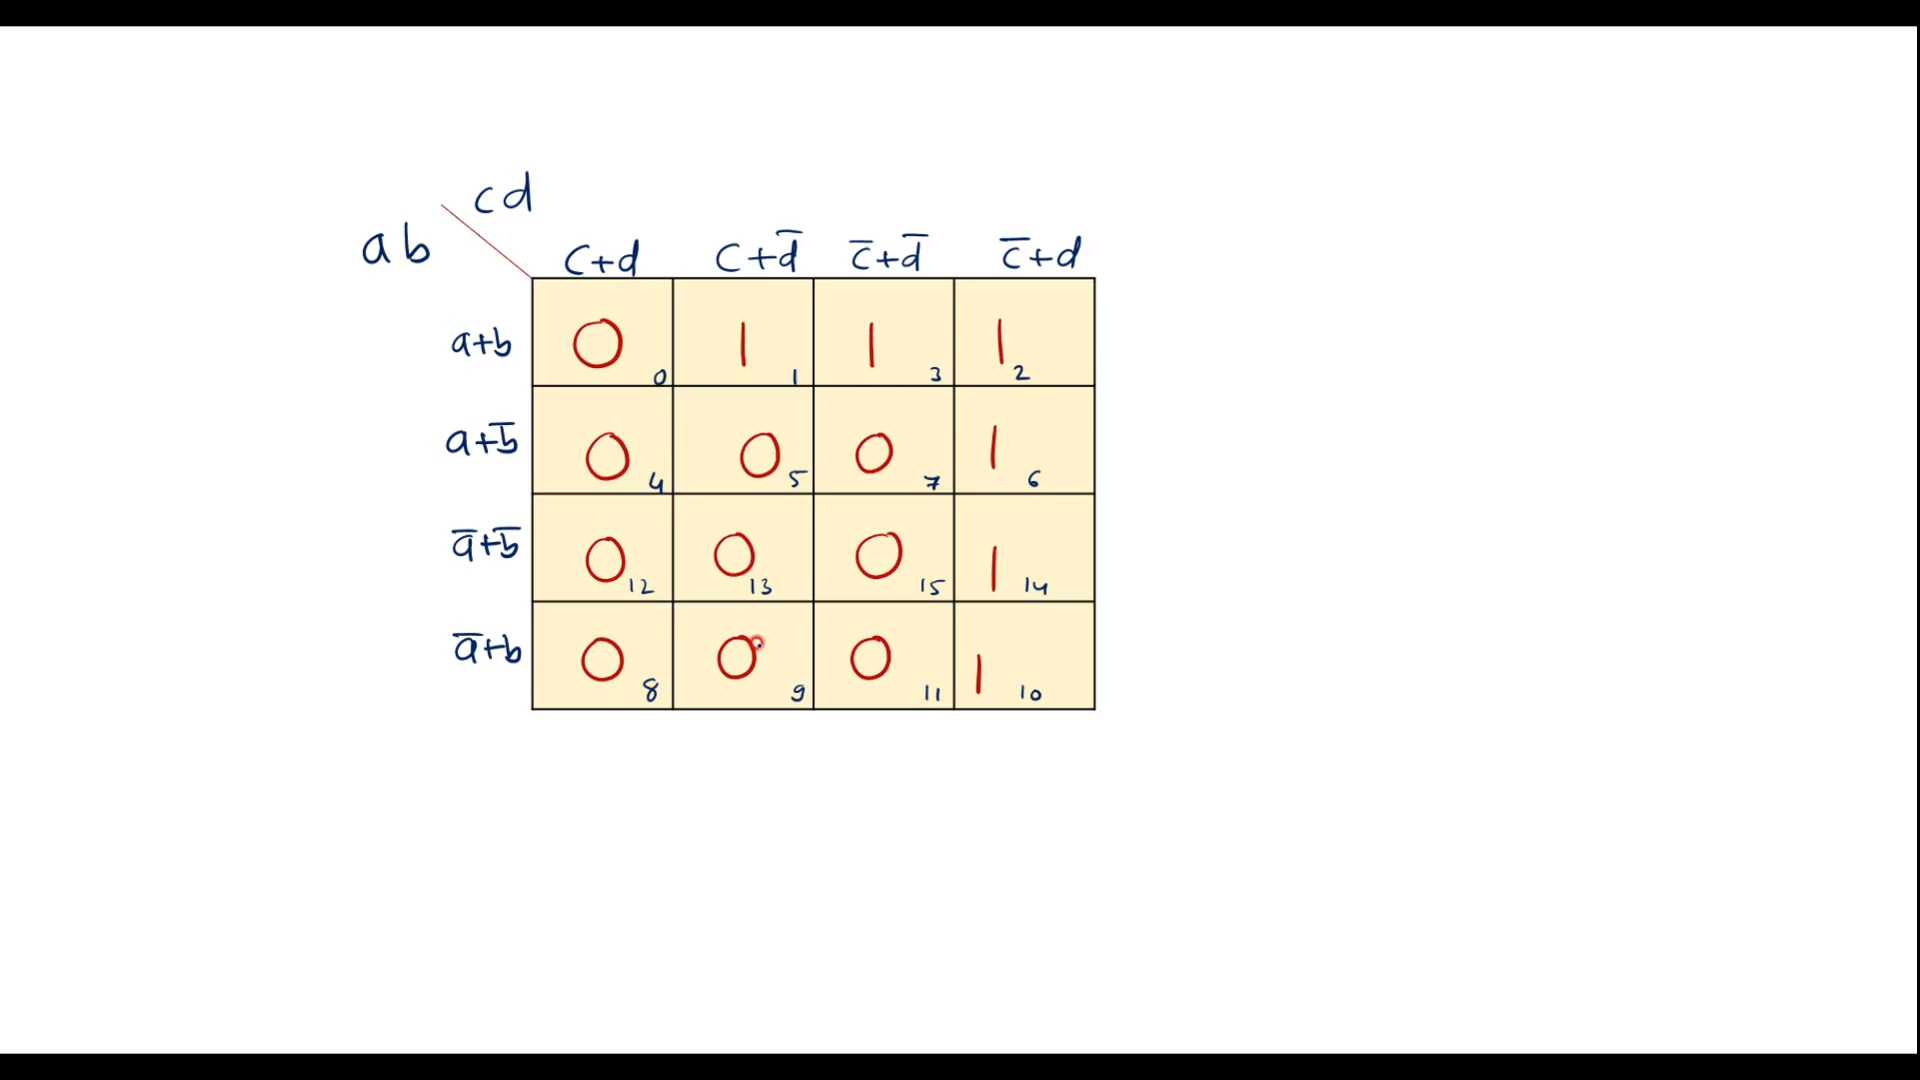 cd
ab
c+d c+d̅ c̅+d̅ c̅+d
a+b 0 0 1 1 1 3 1 2
a+b̅ 0 4 0 5 0 7 1 6
a̅+b̅ 0 12 0 13 0 15 1 14
a̅+b 0 8 0 9 0 11 1 10